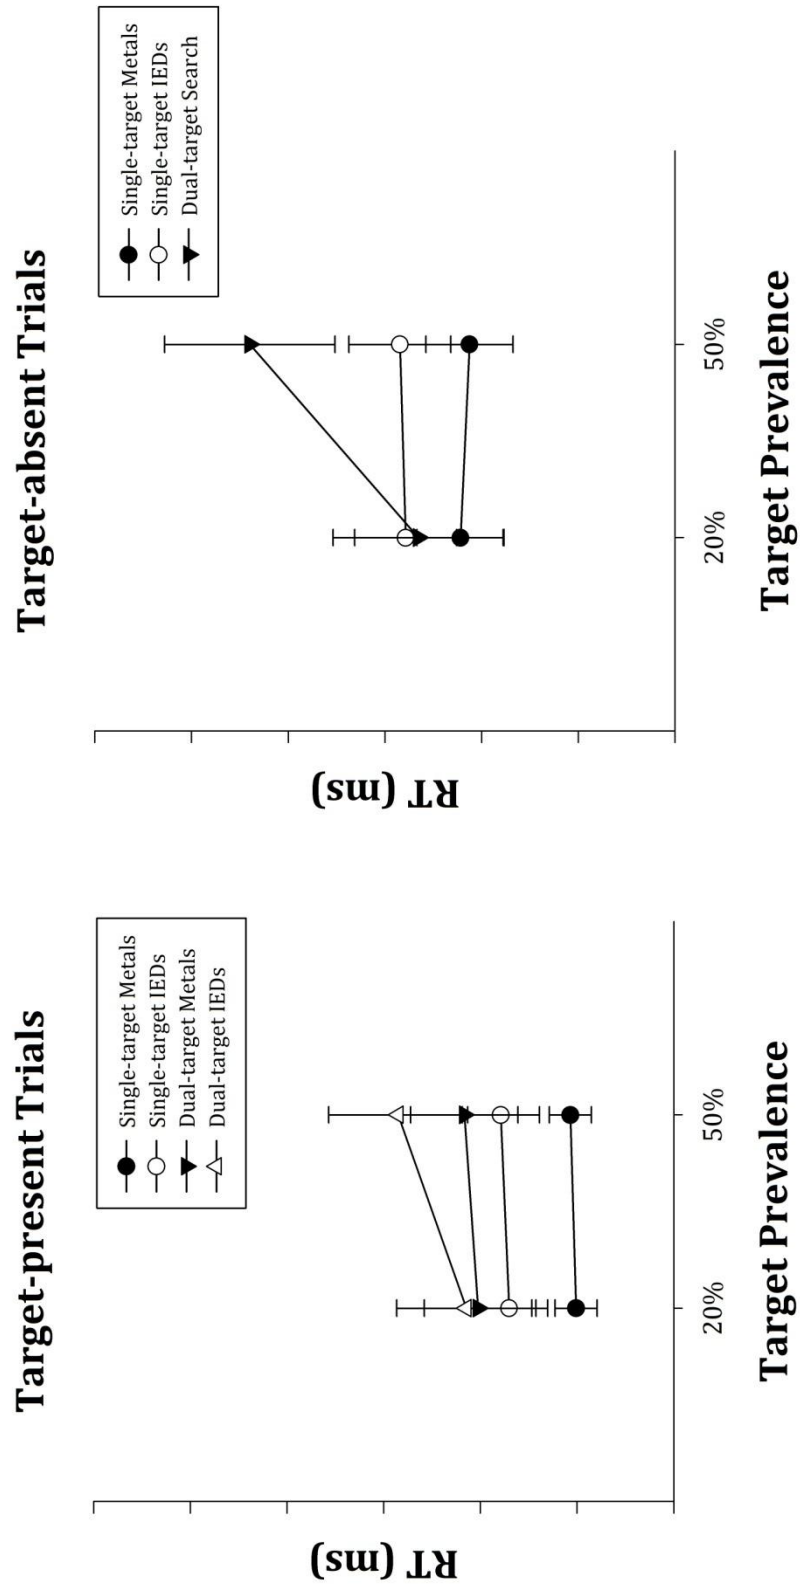 Target-present Trials
Single-target Metals
Single-target IEDs
Dual-target Metals
Dual-target IEDs
RT (ms)
20%
50%
Target Prevalence
Target-absent Trials
Single-target Metals
Single-target IEDs
Dual-target Search
RT (ms)
20%
50%
Target Prevalence